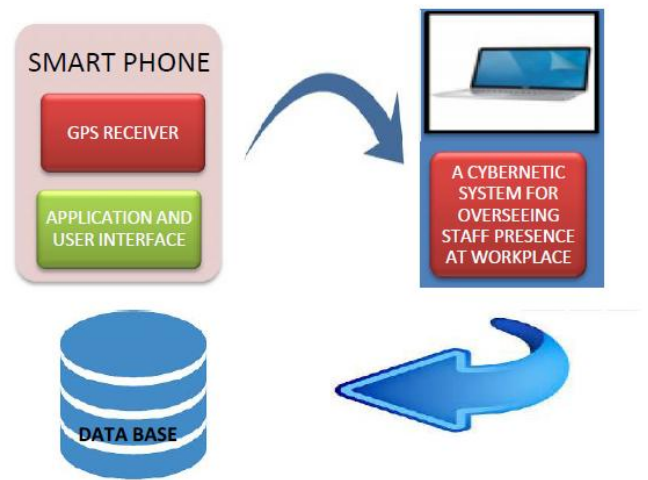 SMART PHONE
GPS RECEIVER
APPLICATION AND
USER INTERFACE
A CYBERNETIC
SYSTEM FOR
OVERSEEING
STAFF PRESENCE
AT WORKPLACE
DATA BASE